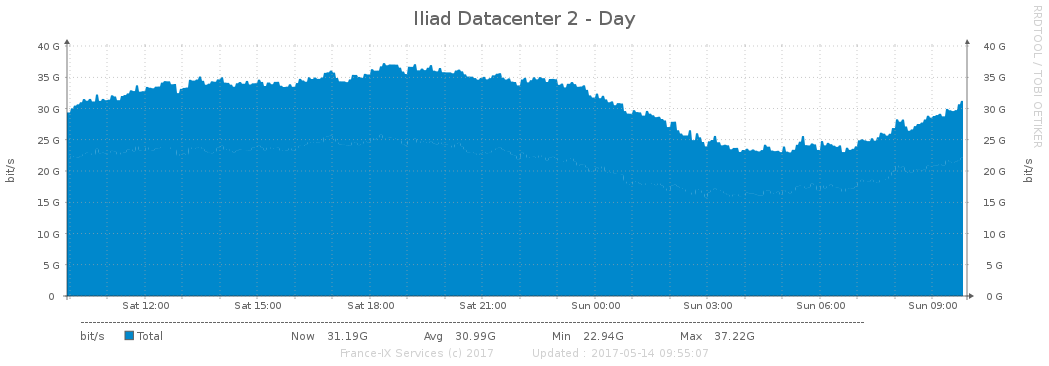 Iliad Datacenter 2 - Day
RRDTOOL / TOBI OETIKER
40 G 40 G
35 G 35 G
30 G 30 G
25 G 25 G
20 G 20 G
15 G 15 G
10 G 10 G
5 G 5 G
0 0 G
bit/s
bit/s
Sat 12:00 Sat 15:00 Sat 18:00 Sat 21:00 Sun 00:00 Sun 03:00 Sun 06:00 Sun 09:00
bit/s Total Now 31.19G Avg 30.99G Min 22.94G Max 37.22G
France-IX Services (c) 2017 Updated : 2017-05-14 09:55:07